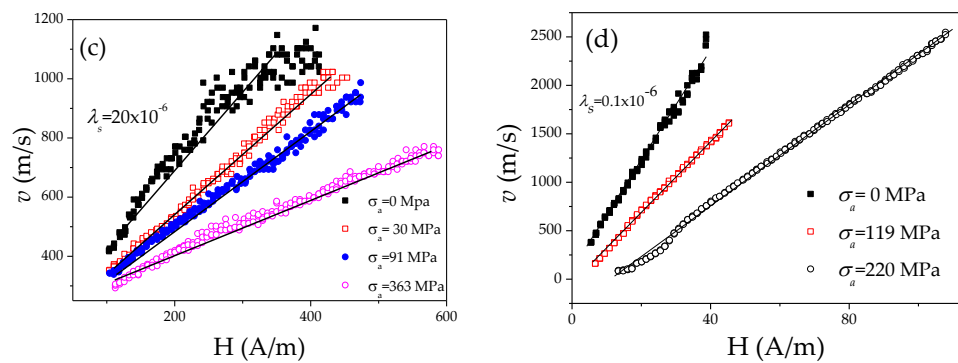 (c)
1200
1000
800
600
400
v (m/s)
λs=20x10-6
σa=0 Mpa
σa= 30 MPa
σa=91 MPa
σa=363 MPa
200 400 600
H (A/m)
(d)
2500
2000
1500
1000
500
0
v (m/s)
λs=0.1x10-6
σa=0 MPa
σa=119 MPa
σa=220 MPa
0 40 80
H (A/m)